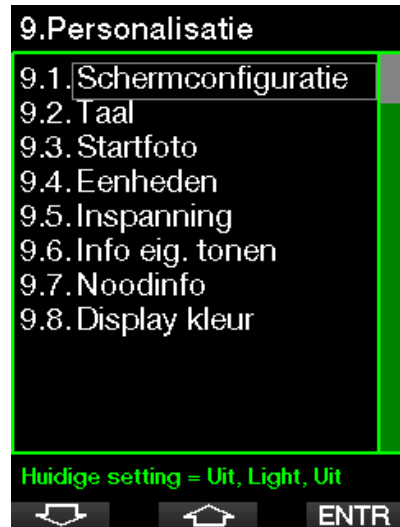 9.Personalisatie
9.1.Schermconfiguratie
9.2.Taal
9.3.Startfoto
9.4.Eenheden
9.5.Inspanning
9.6.Info eig. tonen
9.7.Noodinfo
9.8.Display kleur
Huidige setting = Uit, Light, Uit
ENTR